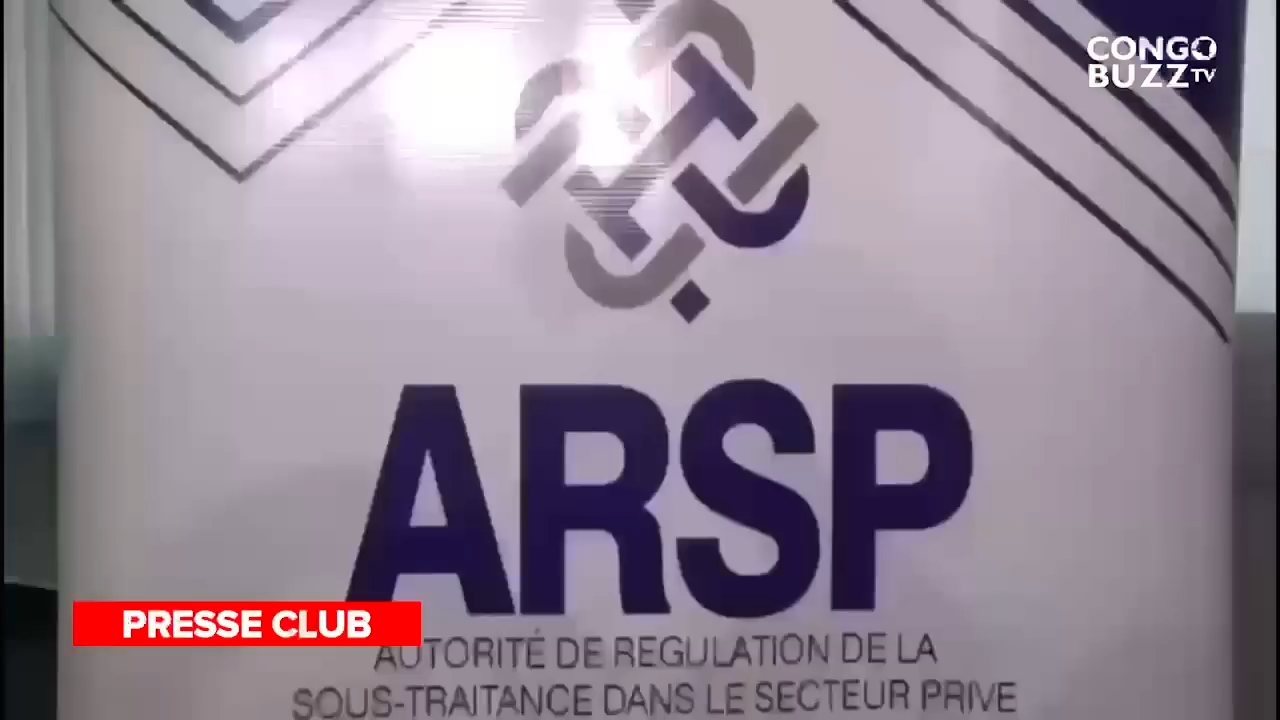 CONGO
BUZZ TV
ARSP
PRESSE CLUB
AUTORITÉ DE REGULATION DE LA
SOUS-TRAITANCE DANS LE SECTEUR PRIVE